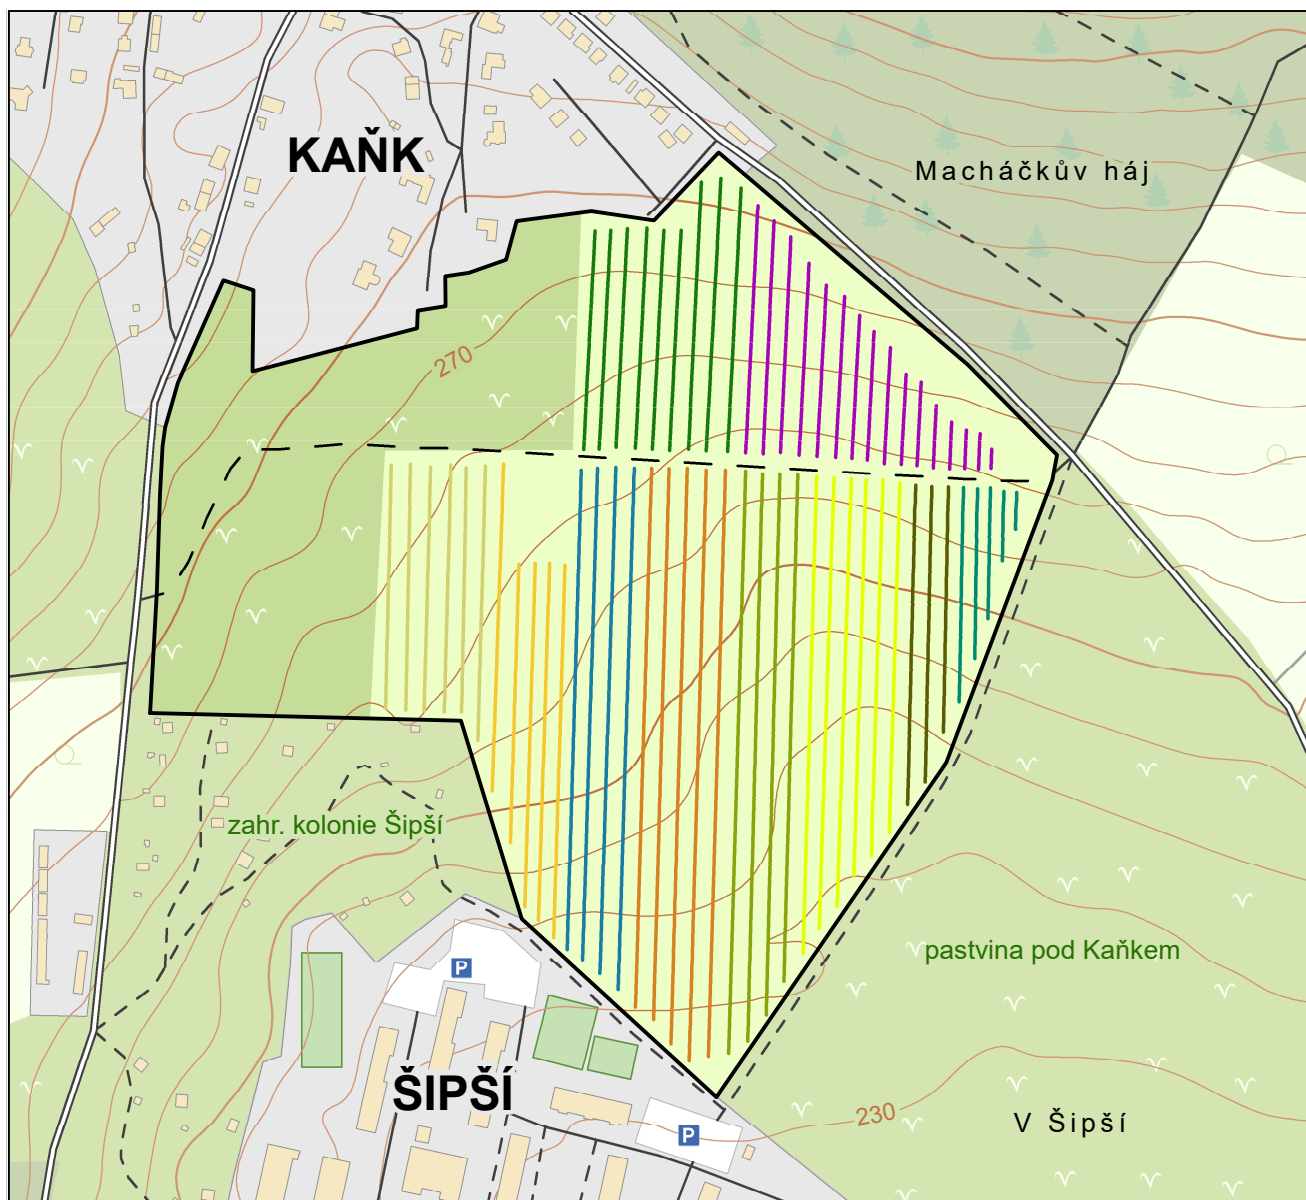 KAŇK
Macháčkův háj
270
zahr. kolonie Šipší
pastvina pod Kaňkem
P
ŠIPŠÍ
230
V Šipší
P